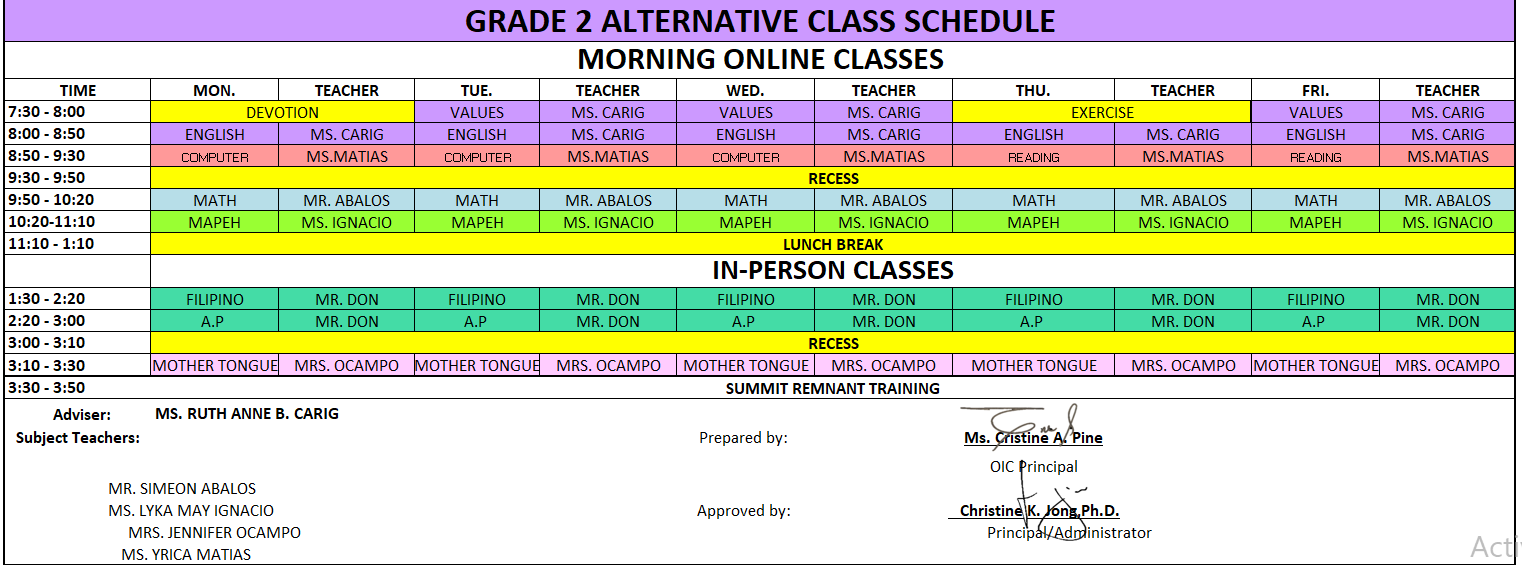 GRADE 2 ALTERNATIVE CLASS SCHEDULE
MORNING ONLINE CLASSES
TIME MON. TEACHER TUE. TEACHER WED. TEACHER THU. TEACHER FRI. TEACHER
7:30 - 8:00 DEVOTION VALUES MS. CARIG VALUES MS. CARIG EXERCISE VALUES MS. CARIG
8:00 - 8:50 ENGLISH MS. CARIG ENGLISH MS. CARIG ENGLISH MS. CARIG ENGLISH MS. CARIG ENGLISH MS. CARIG
8:50 - 9:30 COMPUTER MS.MATIAS COMPUTER MS.MATIAS COMPUTER MS.MATIAS READING MS.MATIAS READING MS.MATIAS
9:30 - 9:50 RECESS
9:50 - 10:20 MATH MR. ABALOS MATH MR. ABALOS MATH MR. ABALOS MATH MR. ABALOS MATH MR. ABALOS
10:20-11:10 MAPEH MS. IGNACIO MAPEH MS. IGNACIO MAPEH MS. IGNACIO MAPEH MS. IGNACIO MAPEH MS. IGNACIO
11:10 - 1:10 LUNCH BREAK
IN-PERSON CLASSES
1:30 - 2:20 FILIPINO MR. DON FILIPINO MR. DON FILIPINO MR. DON FILIPINO MR. DON FILIPINO MR. DON
2:20 - 3:00 A.P MR. DON A.P MR. DON A.P MR. DON A.P MR. DON A.P MR. DON
3:00 - 3:10 RECESS
3:10 - 3:30 MOTHER TONGUE MRS. OCAMPO MOTHER TONGUE MRS. OCAMPO MOTHER TONGUE MRS. OCAMPO MOTHER TONGUE MRS. OCAMPO MOTHER TONGUE MRS. OCAMPO
3:30 - 3:50 SUMMIT REMNANT TRAINING
Adviser: MS. RUTH ANNE B. CARIG
Subject Teachers: Prepared by: Ms. Cristine A. Pine
OIC Principal
MR. SIMEON ABALOS
MS. LYKA MAY IGNACIO Approved by: Christine K. Jong,Ph.D.
MRS. JENNIFER OCAMPO Principal/Administrator
MS. YRICA MATIAS